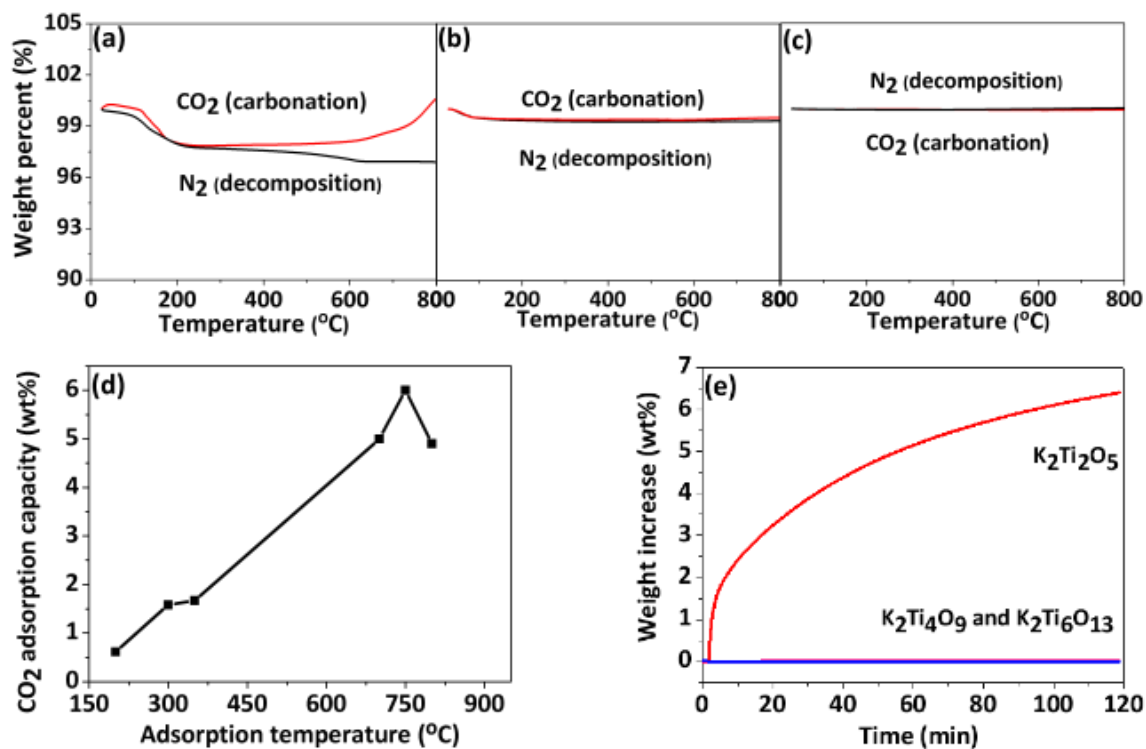 Weight percent (%)
105
102
99
96
93
90
(a)
CO2 (carbonation)
N2 (decomposition)
0 200 400 600 800
Temperature (oC)
(b)
CO2 (carbonation)
N2 (decomposition)
200 400 600 800
Temperature (oC)
(c)
N2 (decomposition)
CO2 (carbonation)
200 400 600 800
Temperature (oC)
CO2 adsorption capacity (wt%)
6
5
4
3
2
1
0
(d)
150 300 450 600 750 900
Adsorption temperature (oC)
Weight increase (wt%)
7
6
5
4
3
2
1
0
(e)
K2Ti2O5
K2Ti4O9 and K2Ti6O13
0 20 40 60 80 100 120
Time (min)